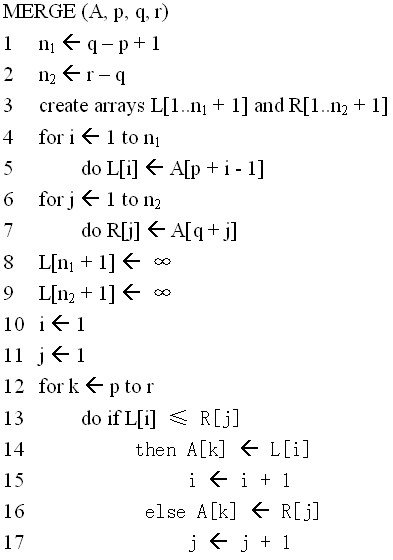 MERGE (A, p, q, r)
1 n₁ ← q – p + 1
2 n₂ ← r – q
3 create arrays L[1..n₁ + 1] and R[1..n₂ + 1]
4 for i ← 1 to n₁
5 do L[i] ← A[p + i - 1]
6 for j ← 1 to n₂
7 do R[j] ← A[q + j]
8 L[n₁ + 1] ← ∞
9 L[n₂ + 1] ← ∞
10 i ← 1
11 j ← 1
12 for k ← p to r
13 do if L[i] ≤ R[j]
14 then A[k] ← L[i]
15 i ← i + 1
16 else A[k] ← R[j]
17 j ← j + 1